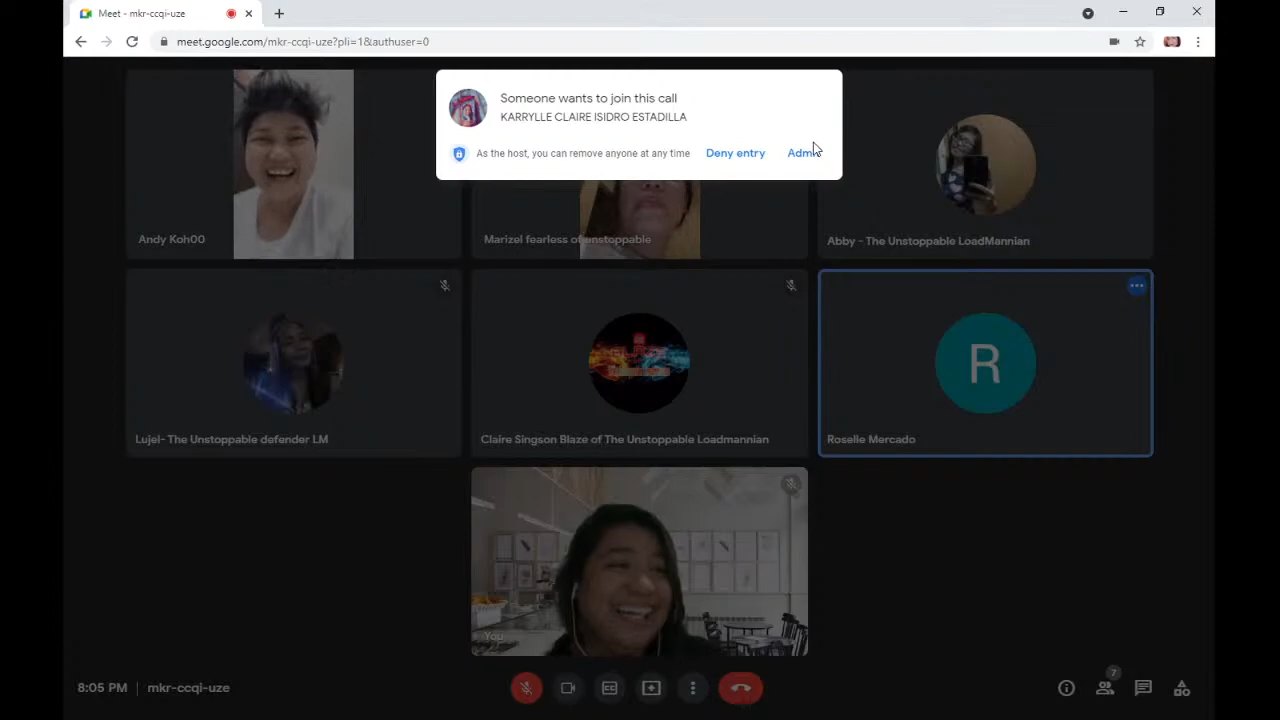 Meet - mkr-ccqi-uze
meet.google.com/mkr-ccqi-uze?pli=1&authuser=0
Someone wants to join this call
KARRYLLE CLAIRE ISIDRO ESTADILLA
As the host, you can remove anyone at any time
Deny entry
Andy Koh00
Marizel fearless of unstoppable
Abby - The Unstoppable LoadMannian
Lujel- The Unstoppable defender LM
Claire Singson Blaze of The Unstoppable Loadmannian
R
Roselle Mercado
You
8:05 PM | mkr-ccqi-uze
CC
7